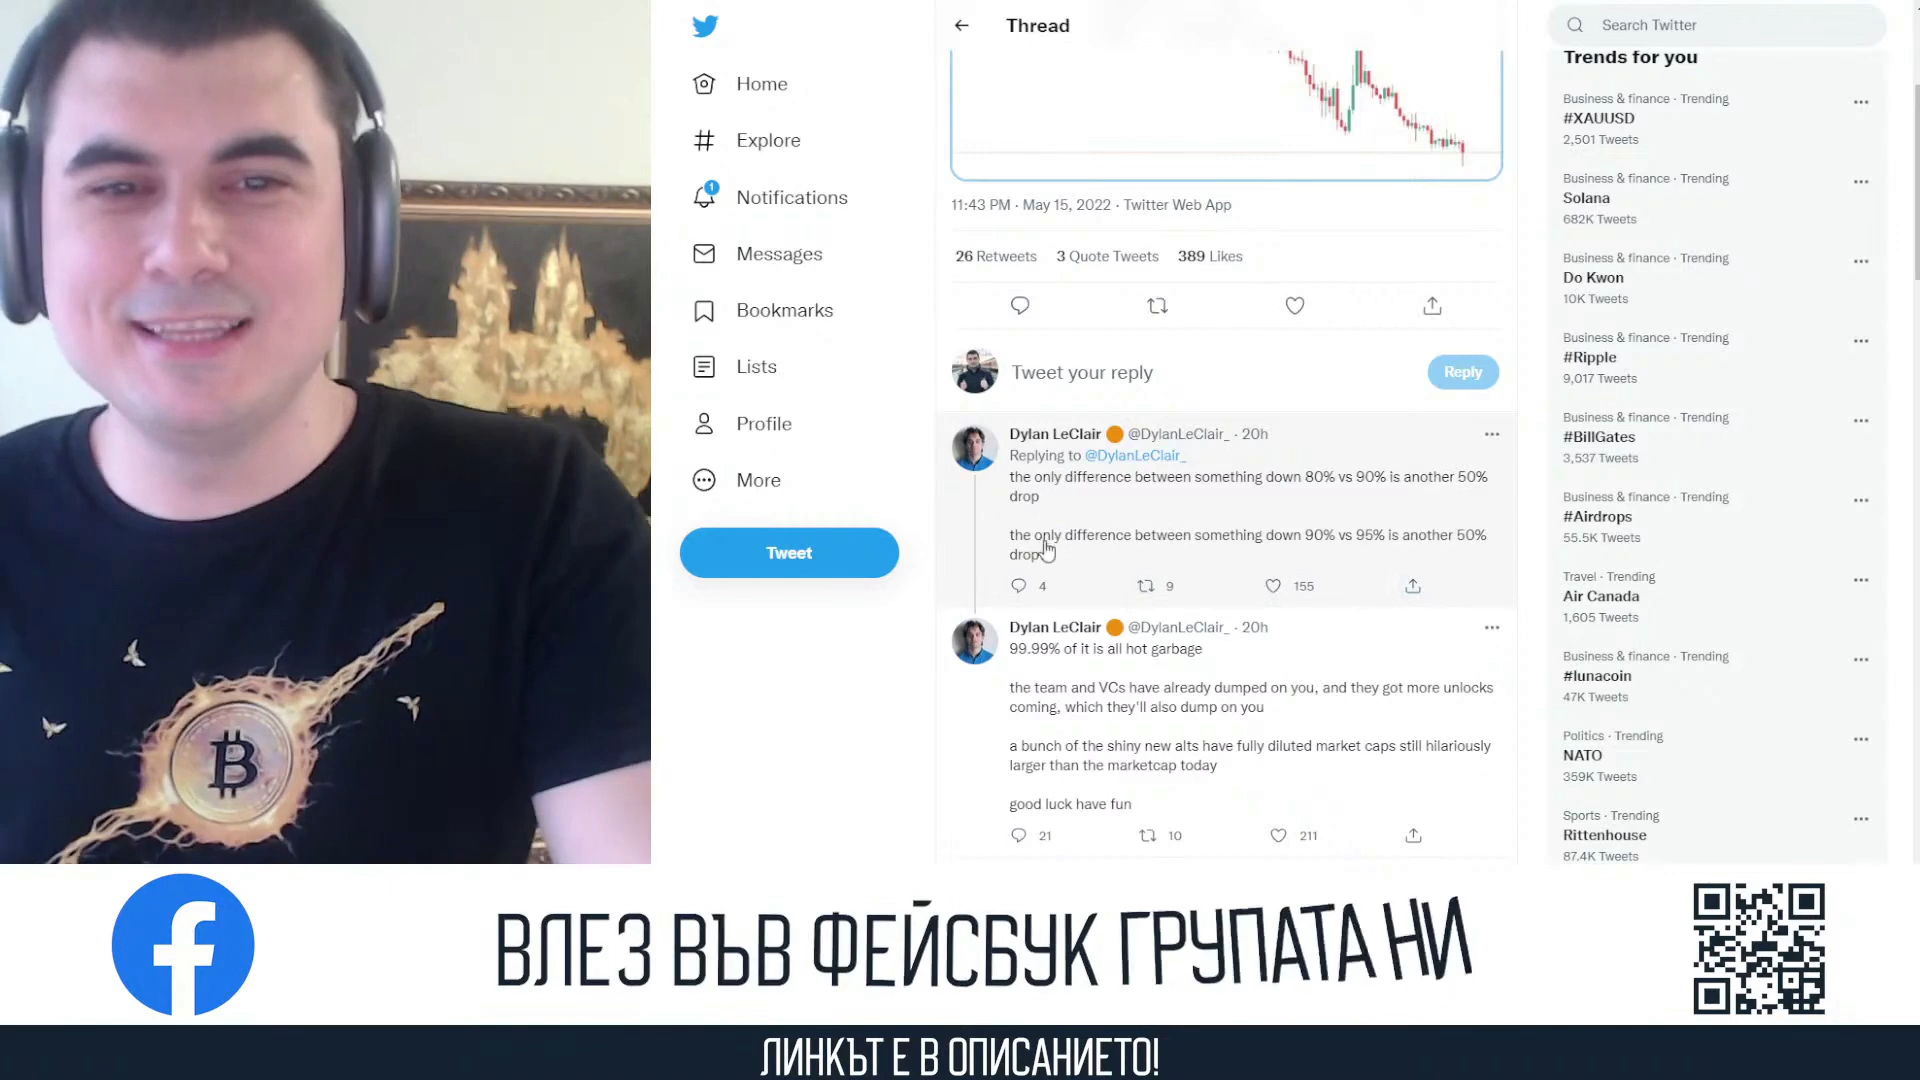 Home
Explore
1
Notifications
Messages
Bookmarks
Lists
Profile
More
Tweet
Thread
11:43 PM · May 15, 2022 · Twitter Web App
26 Retweets 3 Quote Tweets 389 Likes
Tweet your reply
Reply
Dylan LeClair @DylanLeClair_ · 20h
Replying to @DylanLeClair_
the only difference between something down 80% vs 90% is another 50%
drop
the only difference between something down 90% vs 95% is another 50%
drop
4 9 155
Dylan LeClair @DylanLeClair_ · 20h
99.99% of it is all hot garbage
the team and VCs have already dumped on you, and they got more unlocks
coming, which they'll also dump on you
a bunch of the shiny new alts have fully diluted market caps still hilariously
larger than the marketcap today
good luck have fun
21 10 211
Search Twitter
Trends for you
Business & finance · Trending
#XAUUSD
2,501 Tweets
Business & finance · Trending
Solana
682K Tweets
Business & finance · Trending
Do Kwon
10K Tweets
Business & finance · Trending
#Ripple
9,017 Tweets
Business & finance · Trending
#BillGates
3,537 Tweets
Business & finance · Trending
#Airdrops
55.5K Tweets
Travel · Trending
Air Canada
1,605 Tweets
Business & finance · Trending
#lunacoin
47K Tweets
Politics · Trending
NATO
359K Tweets
Sports · Trending
Rittenhouse
87.4K Tweets
B
f
ВЛЕЗ ВЪВ ФЕЙСБУК ГРУПАТА НИ
ЛИНКЪТ Е В ОПИСАНИЕТО!